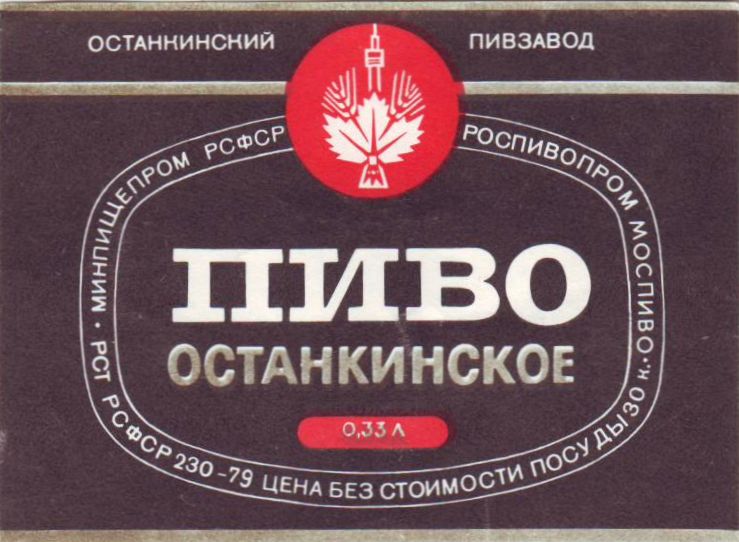 ОСТАНКИНСКИЙ ПИВЗАВОД
МИНПИЩЕПРОМ РСФСР РОСПИВОПРОМ МОСПИВО •
ПИВО
ОСТАНКИНСКОЕ
0,33 л
• РСТ РСФСР 230-79 ЦЕНА БЕЗ СТОИМОСТИ ПОСУДЫ 30 к.